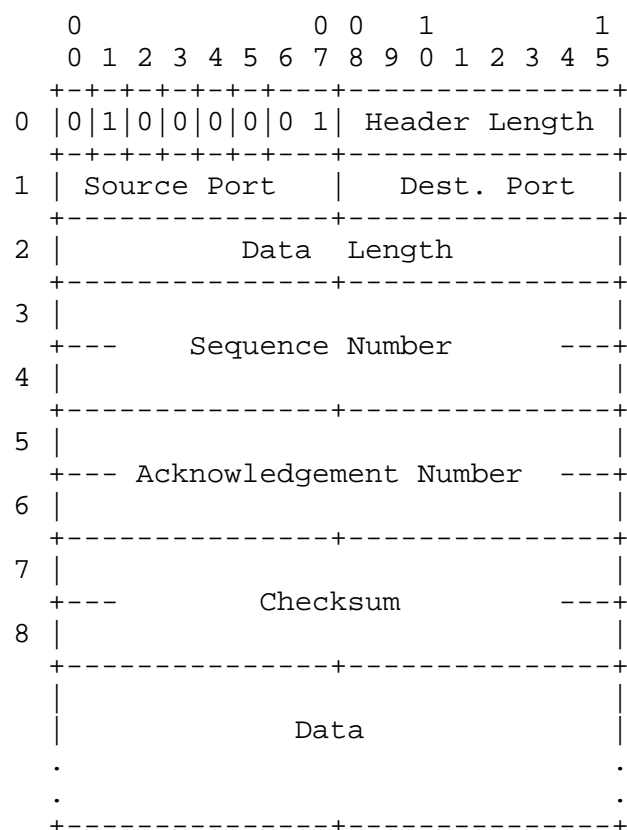 0             0 0   1         1
    0 1 2 3 4 5 6 7 8 9 0 1 2 3 4 5
   +-+-+-+-+-+-+---+---------------+
0  |0|1|0|0|0|0|0 1| Header Length |
   +-+-+-+-+-+-+---+---------------+
1  | Source Port   |   Dest. Port  |
   +---------------+---------------+
2  |          Data  Length         |
   +---------------+---------------+
3  |                               |
   +---    Sequence Number      ---+
4  |                               |
   +---------------+---------------+
5  |                               |
   +--- Acknowledgement Number  ---+
6  |                               |
   +---------------+---------------+
7  |                               |
   +---        Checksum         ---+
8  |                               |
   +---------------+---------------+
   |                               |
   |             Data              |
   .                               .
   .                               .
   +---------------+---------------+